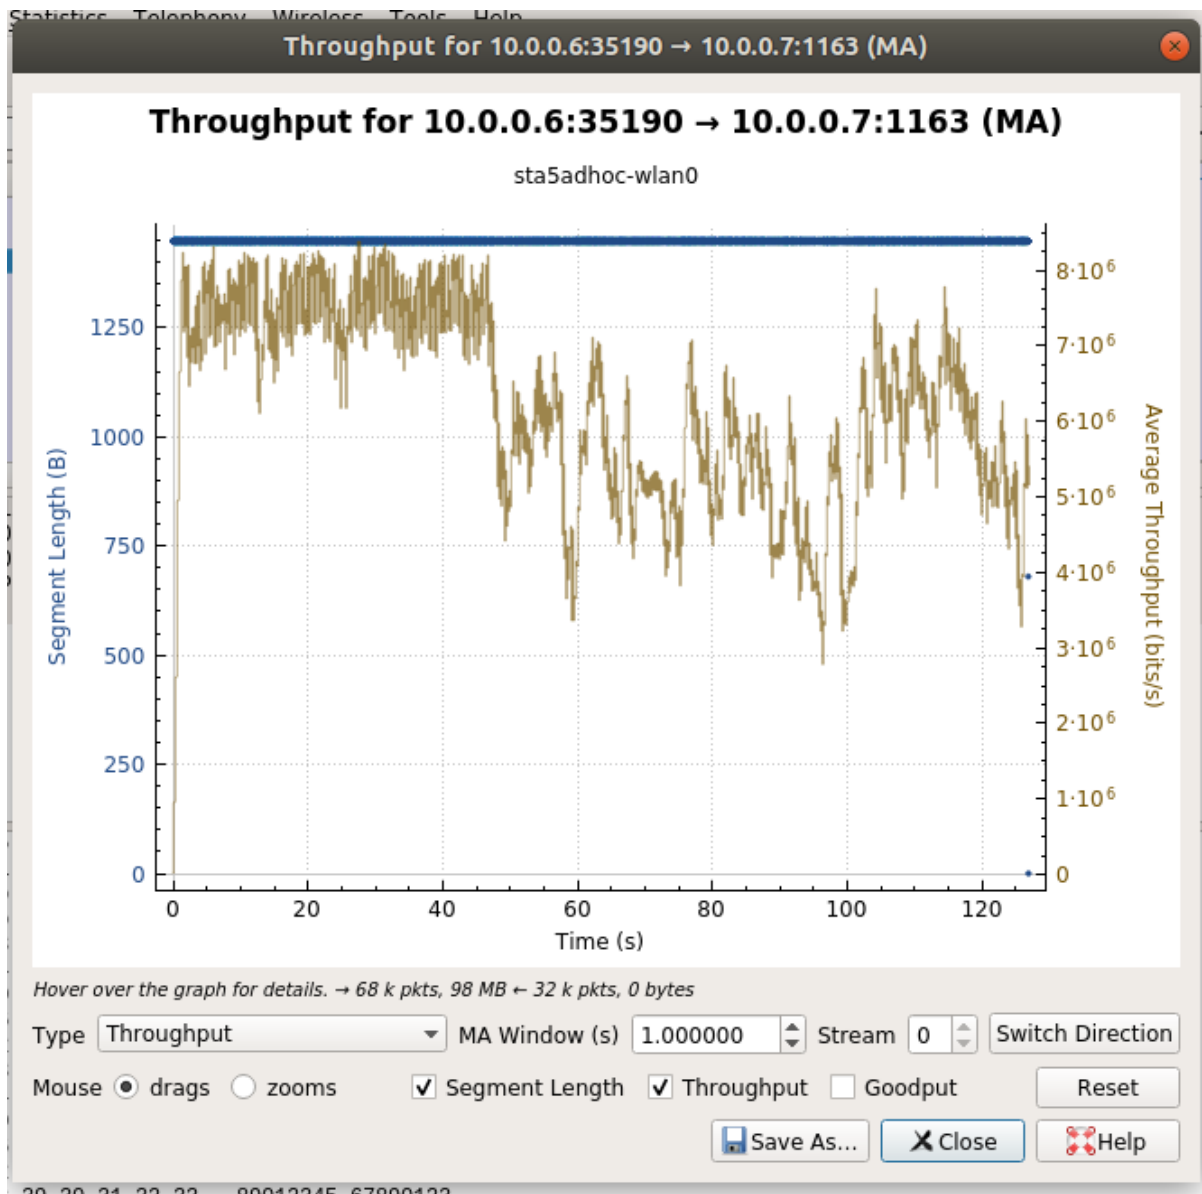 Statistics Telephony Wireless Tools Help
Throughput for 10.0.0.6:35190 → 10.0.0.7:1163 (MA)
Throughput for 10.0.0.6:35190 → 10.0.0.7:1163 (MA)
sta5adhoc-wlan0
Segment Length (B)
1250
1000
750
500
250
0
8·10⁶
7·10⁶
6·10⁶
5·10⁶
4·10⁶
3·10⁶
2·10⁶
1·10⁶
0
Average Throughput (bits/s)
0 20 40 60 80 100 120
Time (s)
Hover over the graph for details. → 68 k pkts, 98 MB ← 32 k pkts, 0 bytes
Type Throughput MA Window (s) 1.000000 Stream 0 Switch Direction
Mouse drags zooms Segment Length Throughput Goodput Reset
Save As... Close Help